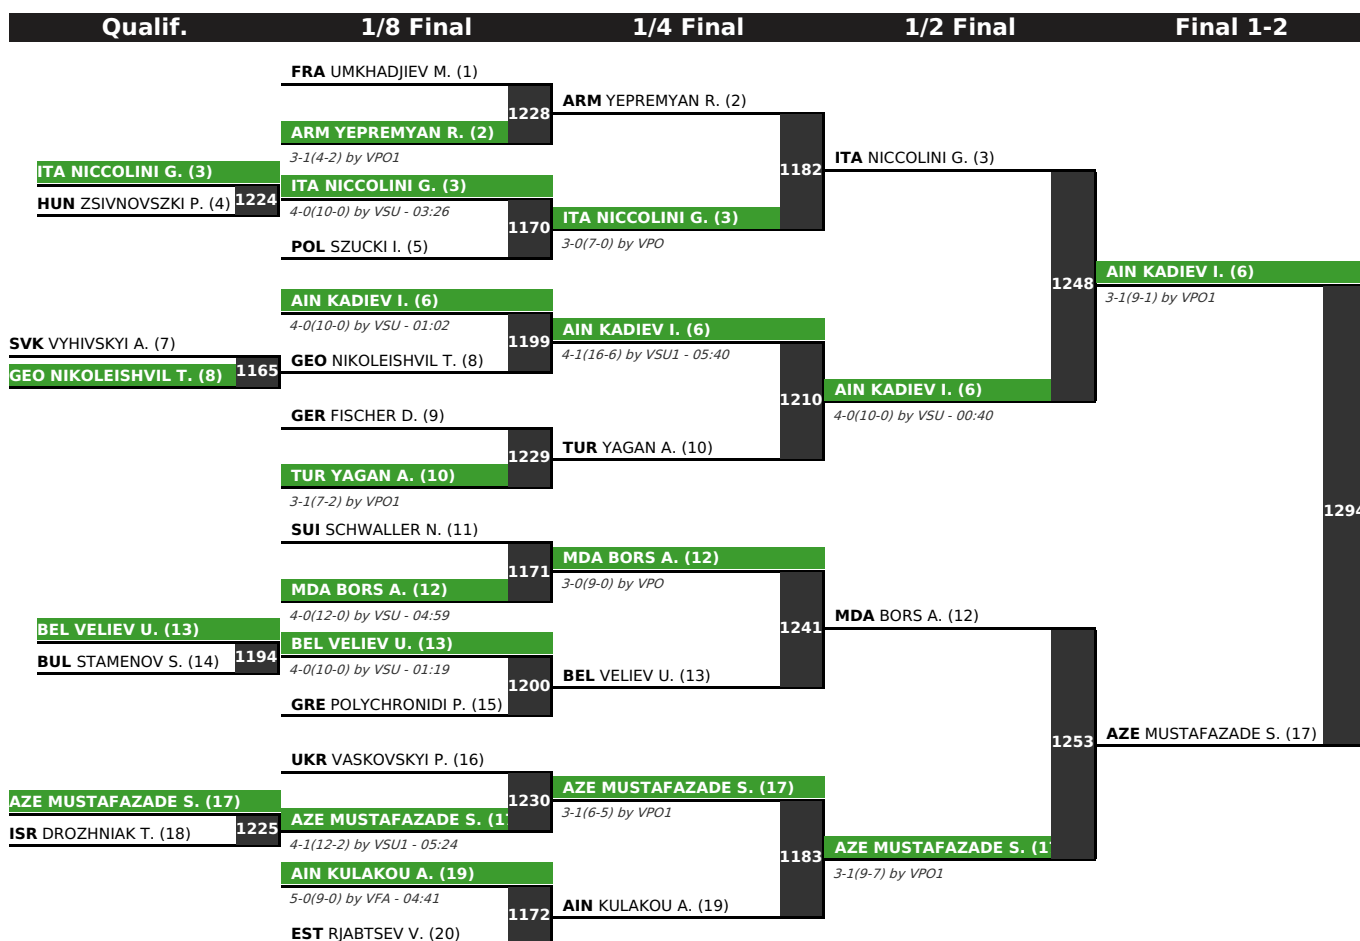 Qualif. 1/8 Final 1/4 Final 1/2 Final Final 1-2
FRA UMKHADJIEV M. (1)
1228
ARM YEPREMYAN R. (2)
ARM YEPREMYAN R. (2)
3-1(4-2) by VPO1
ITA NICCOLINI G. (3)
HUN ZSIVNOVSZKI P. (4)
1224
ITA NICCOLINI G. (3)
4-0(10-0) by VSU - 03:26
1170
POL SZUCKI I. (5)
1182
ITA NICCOLINI G. (3)
ITA NICCOLINI G. (3)
3-0(7-0) by VPO
AIN KADIEV I. (6)
4-0(10-0) by VSU - 01:02
SVK VYHIVSKYI A. (7)
GEO NIKOLEISHVIL T. (8)
1165
1199
GEO NIKOLEISHVIL T. (8)
AIN KADIEV I. (6)
4-1(16-6) by VSU1 - 05:40
1248
AIN KADIEV I. (6)
3-1(9-1) by VPO1
1210
AIN KADIEV I. (6)
4-0(10-0) by VSU - 00:40
GER FISCHER D. (9)
1229
TUR YAGAN A. (10)
TUR YAGAN A. (10)
3-1(7-2) by VPO1
1294
SUI SCHWALLER N. (11)
1171
MDA BORS A. (12)
MDA BORS A. (12)
3-0(9-0) by VPO
4-0(12-0) by VSU - 04:59
BEL VELIEV U. (13)
BUL STAMENOV S. (14)
1194
BEL VELIEV U. (13)
4-0(10-0) by VSU - 01:19
1200
GRE POLYCHRONIDI P. (15)
1241
MDA BORS A. (12)
BEL VELIEV U. (13)
1253
AZE MUSTAFAZADE S. (17)
UKR VASKOVSKYI P. (16)
1230
AZE MUSTAFAZADE S. (17)
3-1(6-5) by VPO1
AZE MUSTAFAZADE S. (17)
ISR DROZHNIAK T. (18)
1225
AZE MUSTAFAZADE S. (1
4-1(12-2) by VSU1 - 05:24
1183
AZE MUSTAFAZADE S. (1
3-1(9-7) by VPO1
AIN KULAKOU A. (19)
5-0(9-0) by VFA - 04:41
1172
AIN KULAKOU A. (19)
EST RJABTSEV V. (20)